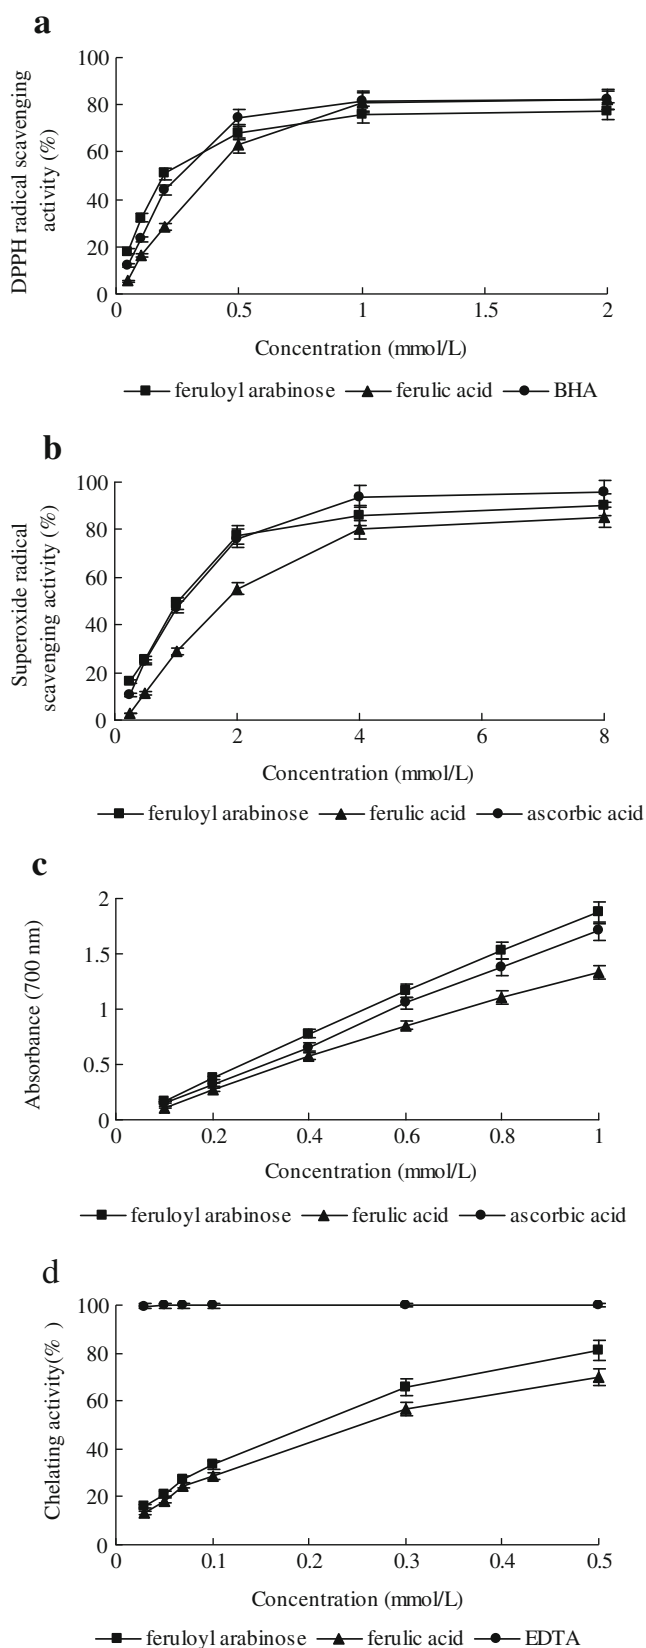 a
100
80
60
40
20
0
DPPH radical scavenging
activity (%)
0 0.5 1 1.5 2
Concentration (mmol/L)
feruloyl arabinose ferulic acid BHA
b
100
80
60
40
20
0
Superoxide radical
scavenging activity (%)
0 2 4 6 8
Concentration (mmol/L)
feruloyl arabinose ferulic acid ascorbic acid
c
2
1.5
1
0.5
0
Absorbance (700 nm)
0 0.2 0.4 0.6 0.8 1
Concentration (mmol/L)
feruloyl arabinose ferulic acid ascorbic acid
d
100
80
60
40
20
0
Chelating activity(% )
0 0.1 0.2 0.3 0.4 0.5
Concentration (mmol/L)
feruloyl arabinose ferulic acid EDTA